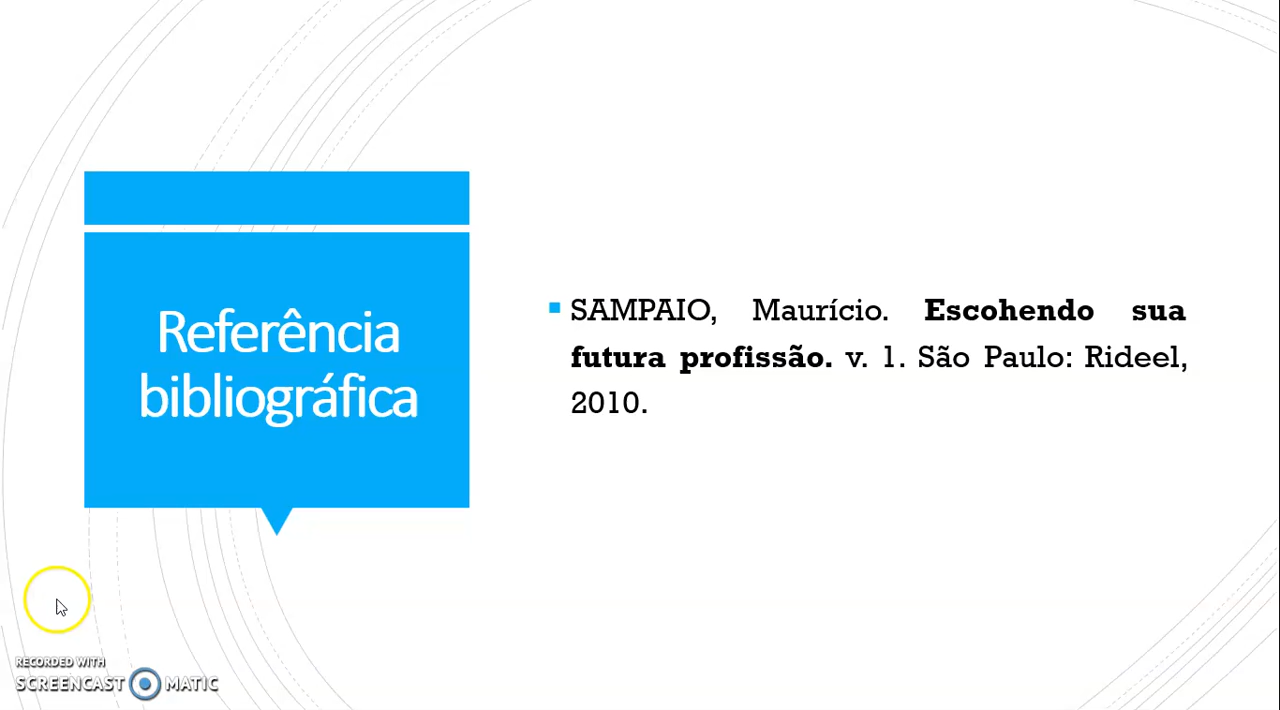 Referência
bibliográfica
SAMPAIO, Maurício. Escohendo sua
futura profissão. v. 1. São Paulo: Rideel,
2010.
RECORDED WITH
SCREENCAST MATIC